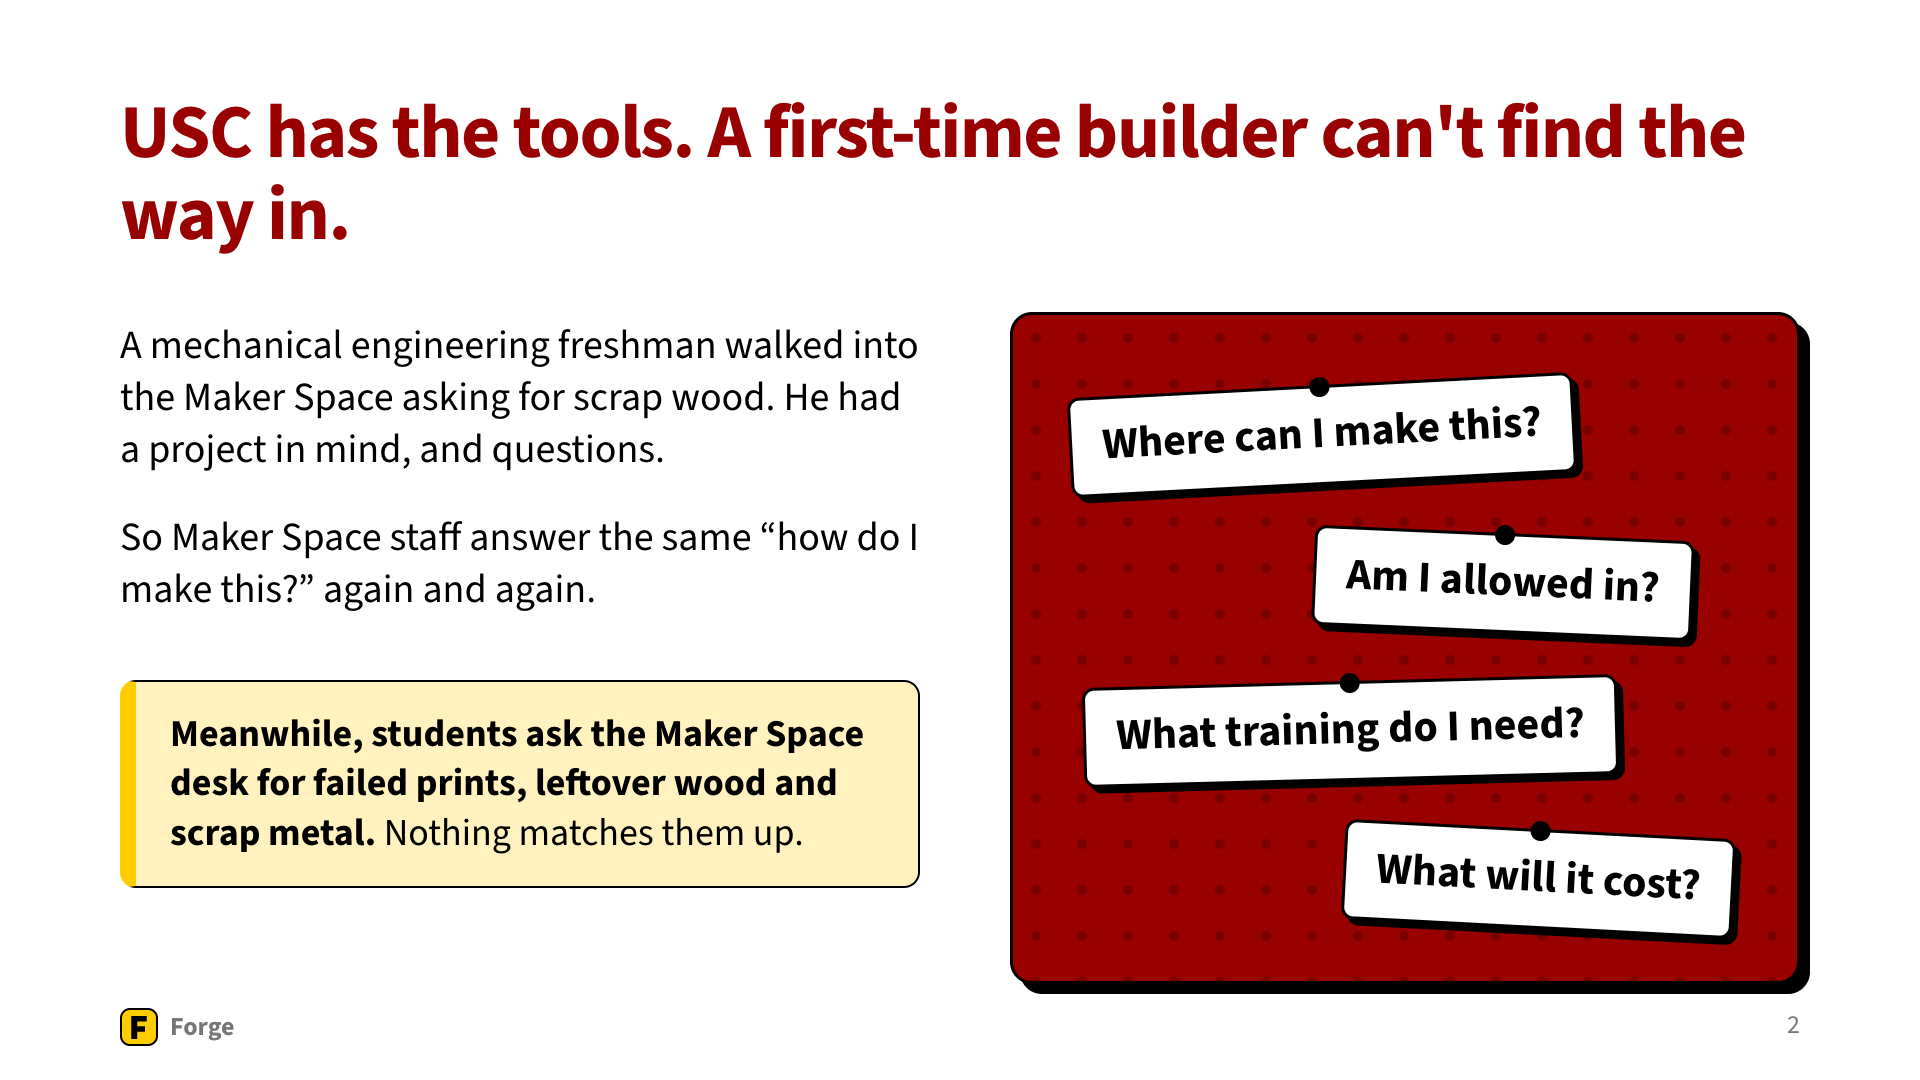 USC has the tools. A first-time builder can't find the
way in.
A mechanical engineering freshman walked into
the Maker Space asking for scrap wood. He had
a project in mind, and questions.
So Maker Space staff answer the same “how do I
make this?” again and again.
Meanwhile, students ask the Maker Space
desk for failed prints, leftover wood and
scrap metal. Nothing matches them up.
Where can I make this?
Am I allowed in?
What training do I need?
What will it cost?
F Forge
2